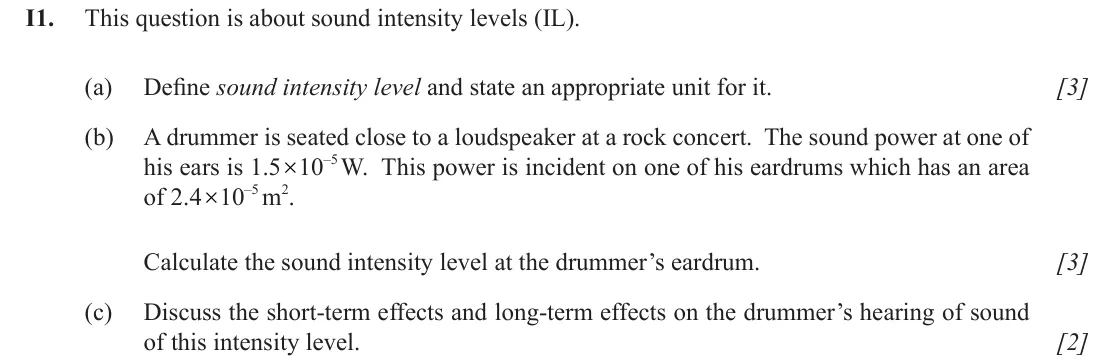 I1. This question is about sound intensity levels (IL).
(a) Define sound intensity level and state an appropriate unit for it. [3]
(b) A drummer is seated close to a loudspeaker at a rock concert. The sound power at one of
his ears is 1.5×10⁻⁵ W. This power is incident on one of his eardrums which has an area
of 2.4×10⁻⁵ m².
Calculate the sound intensity level at the drummer’s eardrum. [3]
(c) Discuss the short-term effects and long-term effects on the drummer’s hearing of sound
of this intensity level. [2]